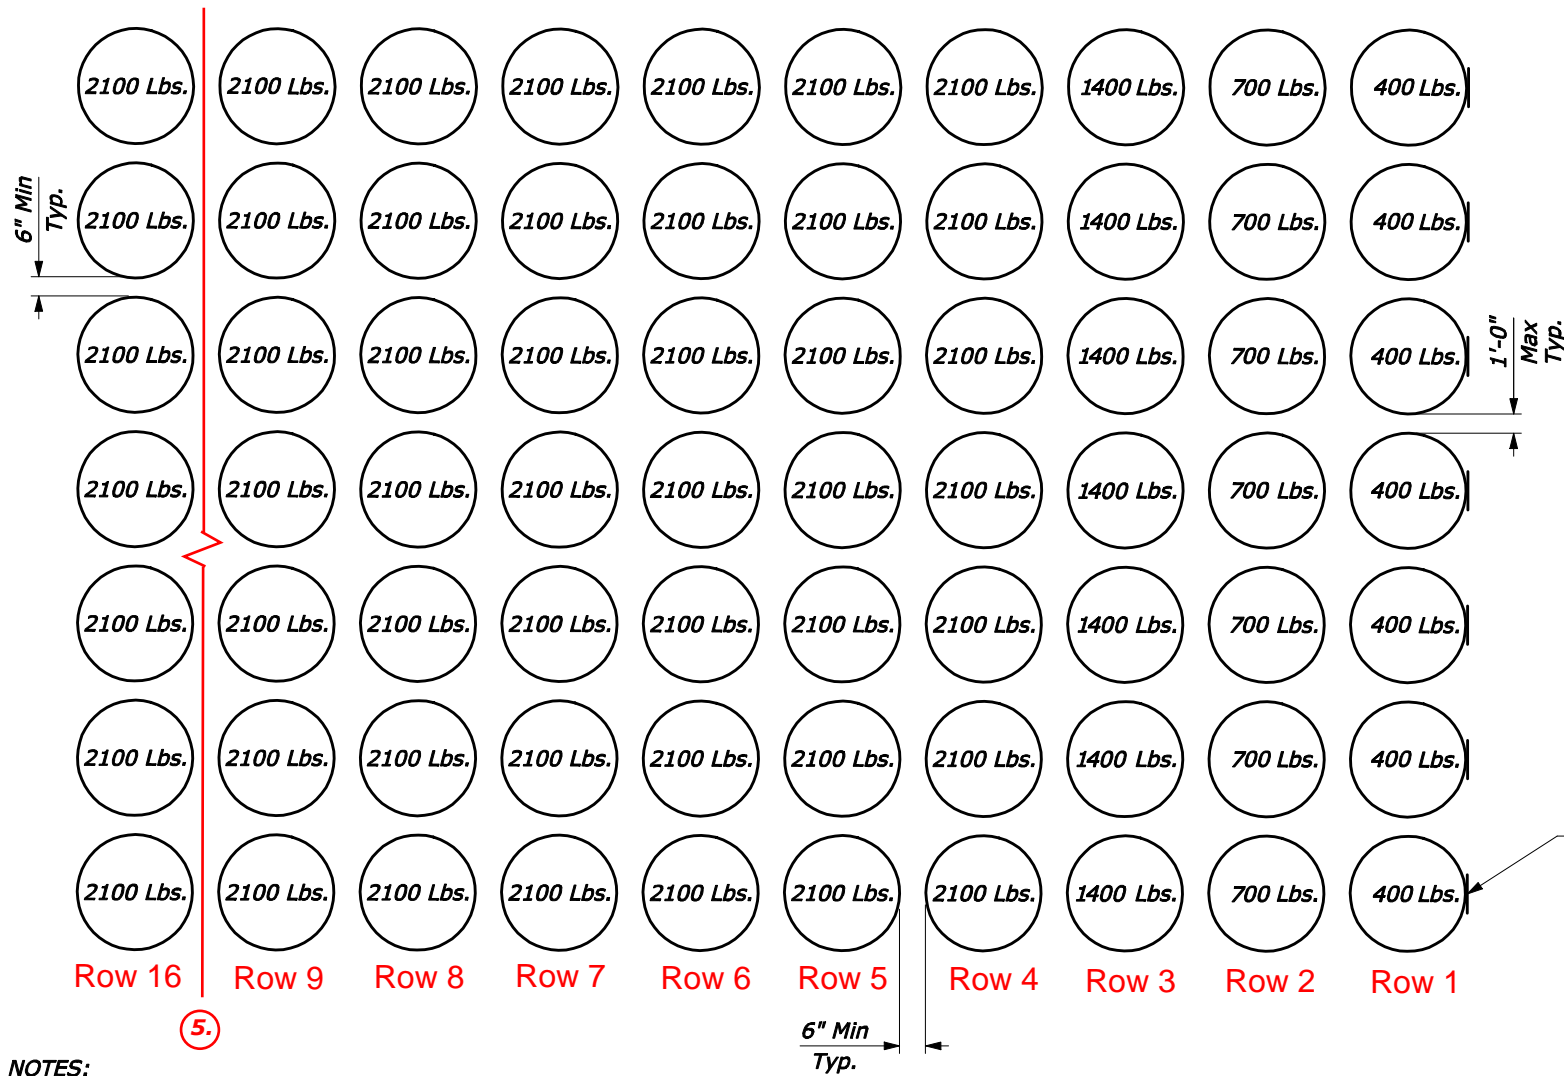 2100 Lbs. 2100 Lbs. 2100 Lbs. 2100 Lbs. 2100 Lbs. 2100 Lbs. 2100 Lbs. 1400 Lbs. 700 Lbs. 400 Lbs.
6" Min
Typ.
2100 Lbs. 2100 Lbs. 2100 Lbs. 2100 Lbs. 2100 Lbs. 2100 Lbs. 2100 Lbs. 1400 Lbs. 700 Lbs. 400 Lbs.
2100 Lbs. 2100 Lbs. 2100 Lbs. 2100 Lbs. 2100 Lbs. 2100 Lbs. 2100 Lbs. 1400 Lbs. 700 Lbs. 400 Lbs.
1'-0"
Max
Typ.
2100 Lbs. 2100 Lbs. 2100 Lbs. 2100 Lbs. 2100 Lbs. 2100 Lbs. 2100 Lbs. 1400 Lbs. 700 Lbs. 400 Lbs.
2100 Lbs. 2100 Lbs. 2100 Lbs. 2100 Lbs. 2100 Lbs. 2100 Lbs. 2100 Lbs. 1400 Lbs. 700 Lbs. 400 Lbs.
2100 Lbs. 2100 Lbs. 2100 Lbs. 2100 Lbs. 2100 Lbs. 2100 Lbs. 2100 Lbs. 1400 Lbs. 700 Lbs. 400 Lbs.
2100 Lbs. 2100 Lbs. 2100 Lbs. 2100 Lbs. 2100 Lbs. 2100 Lbs. 2100 Lbs. 1400 Lbs. 700 Lbs. 400 Lbs.
Row 16 Row 9 Row 8 Row 7 Row 6 Row 5 Row 4 Row 3 Row 2 Row 1
5.
6" Min
Typ.
NOTES: